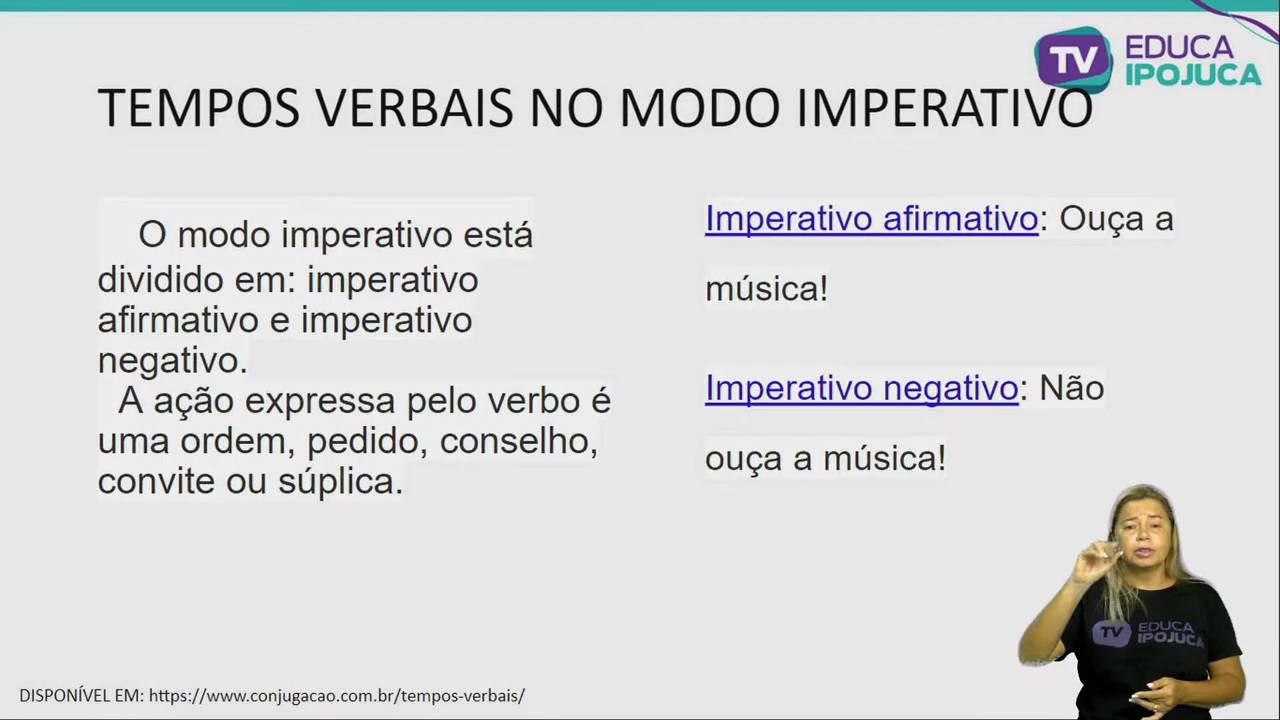 TV EDUCA
IPOJUCA
TEMPOS VERBAIS NO MODO IMPERATIVO
O modo imperativo está
dividido em: imperativo
afirmativo e imperativo
negativo.
A ação expressa pelo verbo é
uma ordem, pedido, conselho,
convite ou súplica.
Imperativo afirmativo: Ouça a
música!
Imperativo negativo: Não
ouça a música!
TV EDUCA
IPOJUCA
DISPONÍVEL EM: https://www.conjugacao.com.br/tempos-verbais/